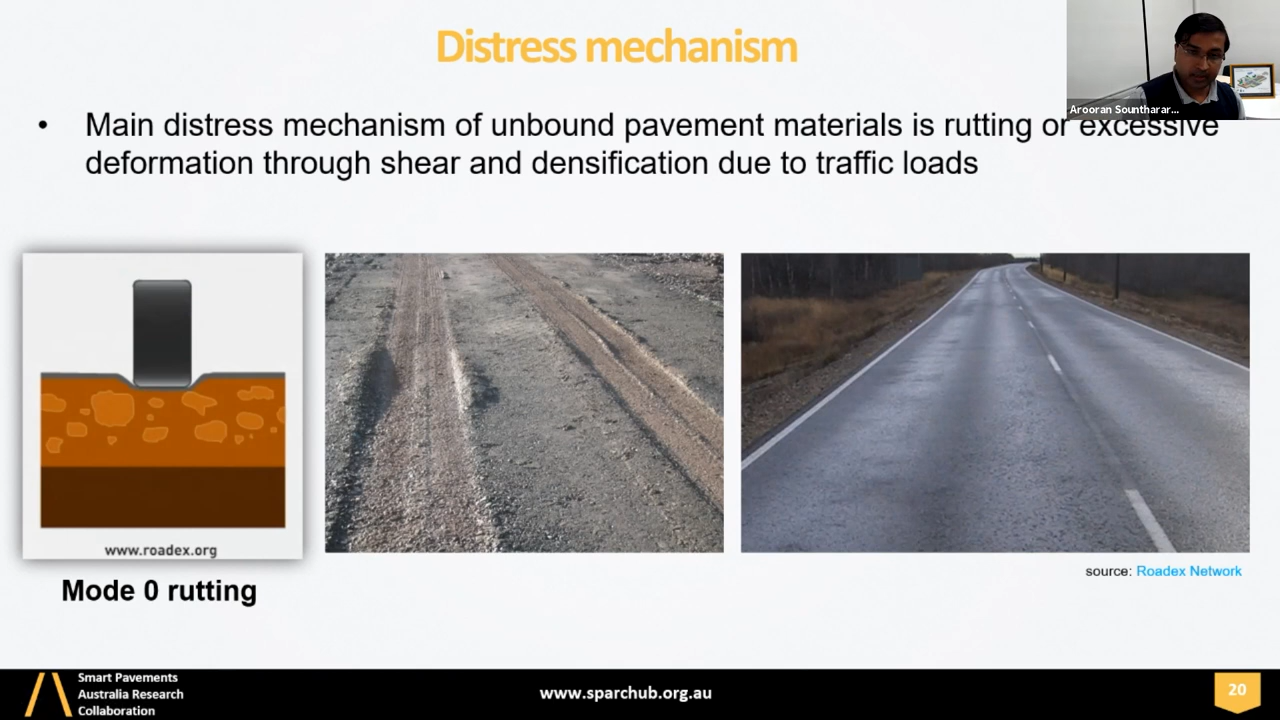 Distress mechanism
Arooran Sountharar...
• Main distress mechanism of unbound pavement materials is rutting or excessive
deformation through shear and densification due to traffic loads
www.roadex.org
source: Roadex Network
Mode 0 rutting
Smart Pavements
Australia Research
Collaboration
www.sparchub.org.au
20